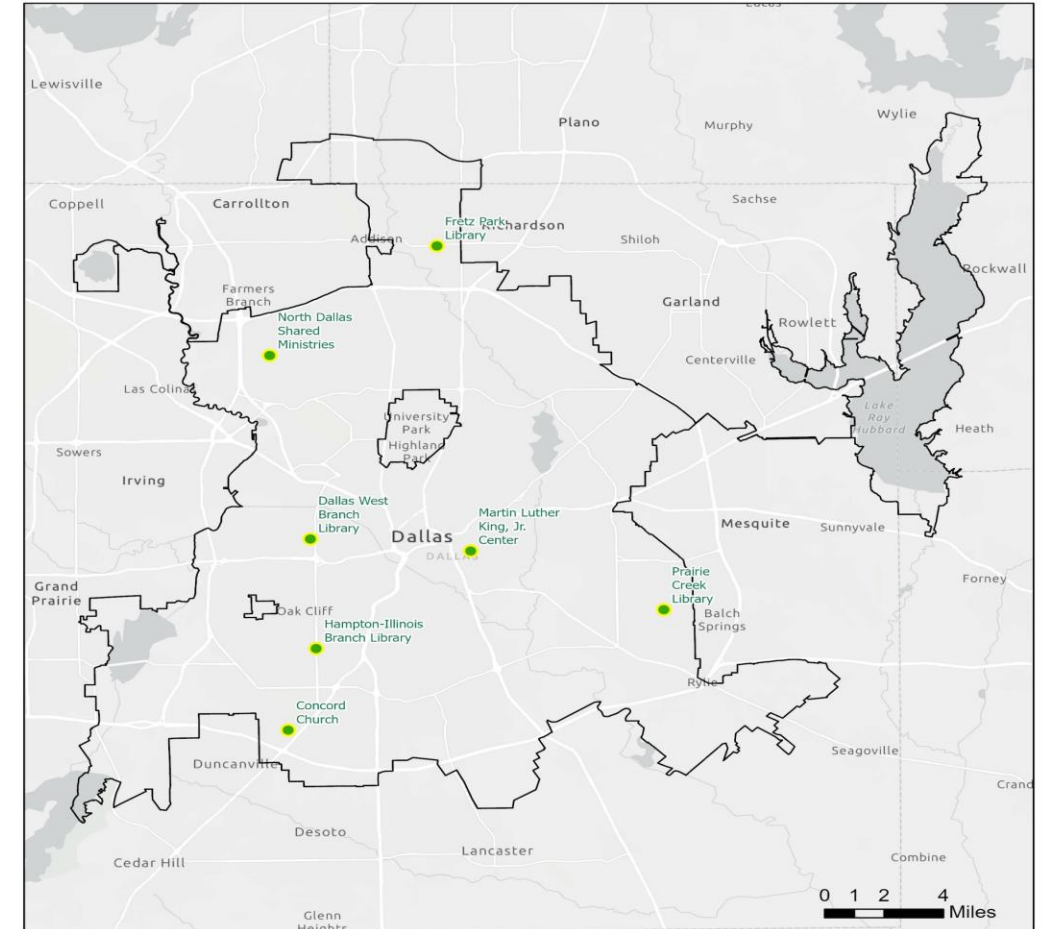 Lucas
Lewisville
Plano
Murphy
Wylie
Coppell
Carrollton
Sachse
Addison
Fretz Park
Library
Richardson
Shiloh
Rockwall
Farmers
Branch
Garland
North Dallas
Shared
Ministries
Rowlett
Centerville
Las Colinas
University
Park
Highland
Park
Lake
Ray
Hubbard
Heath
Sowers
Irving
Dallas West
Branch
Library
Dallas
DALLAS
Martin Luther
King, Jr.
Center
Mesquite
Sunnyvale
Forney
Grand
Prairie
Prairie
Creek
Library
Balch
Springs
Oak Cliff
Hampton-Illinois
Branch Library
Rylie
Concord
Church
Duncanville
Seagoville
Crand
Desoto
Lancaster
Cedar Hill
Combine
Glenn
Heights
0 1 2 4
Miles